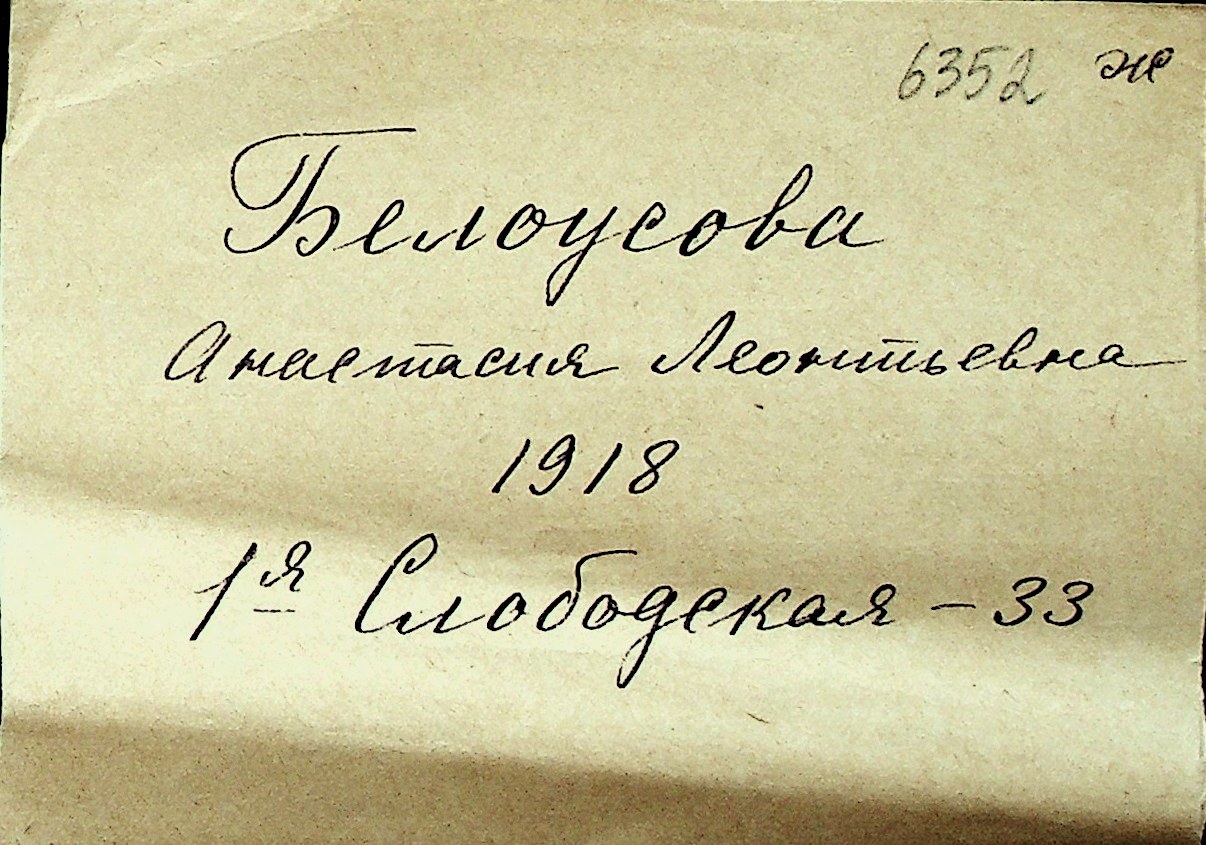 6352 ж
Белоусова
Анастасия Леонтьевна
1918
1я Слободская - 33